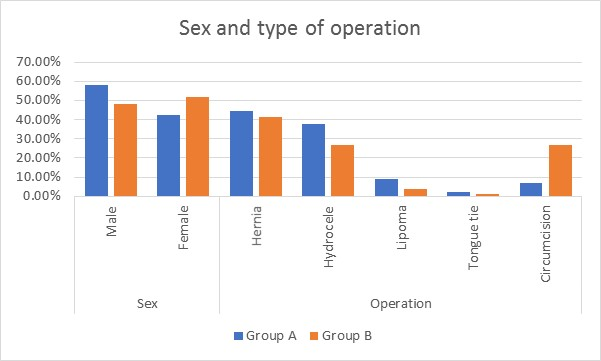 Sex and type of operation
70.00%
60.00%
50.00%
40.00%
30.00%
20.00%
10.00%
0.00%
Male
Female
Hernia
Hydrocele
Lipoma
Tongue tie
Circumcision
Sex
Operation
Group A
Group B